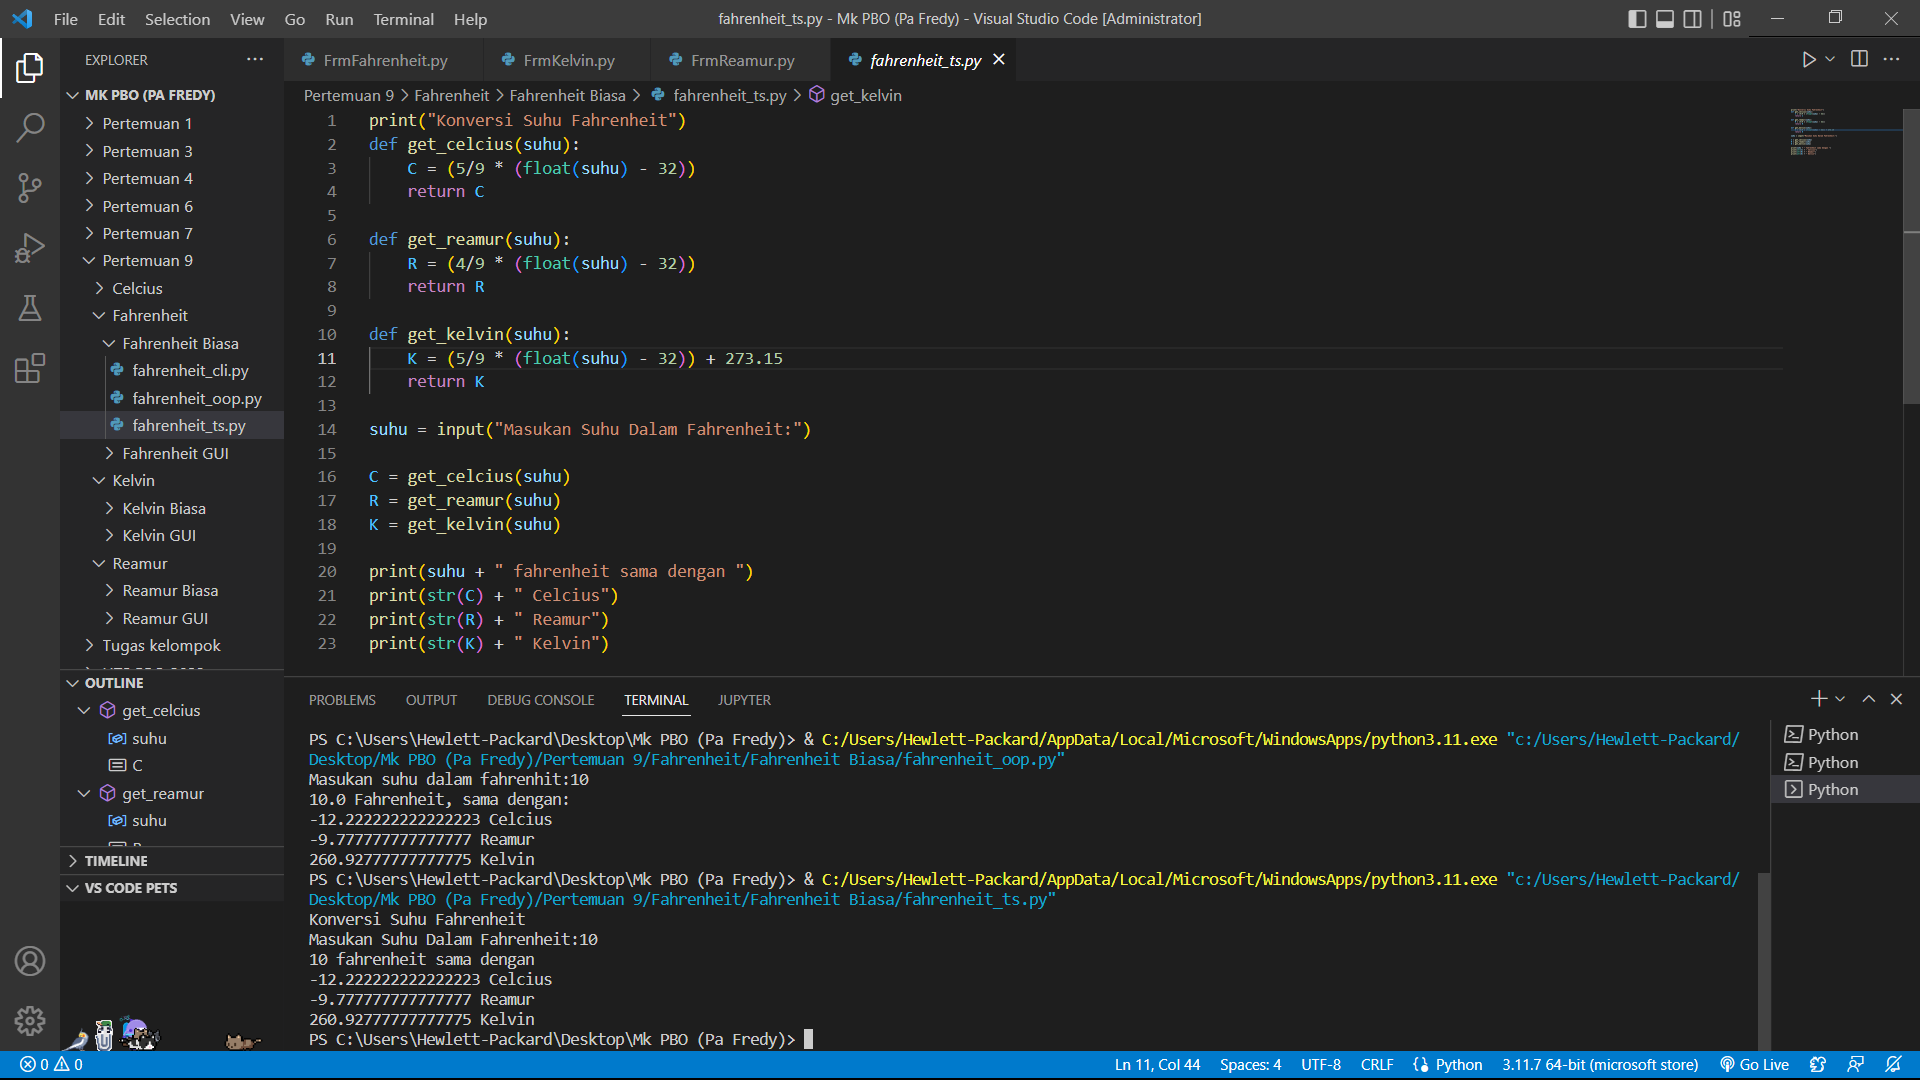 File Edit Selection View Go Run Terminal Help
fahrenheit_ts.py - Mk PBO (Pa Fredy) - Visual Studio Code [Administrator]
EXPLORER
MK PBO (PA FREDY)
Pertemuan 1
Pertemuan 3
Pertemuan 4
Pertemuan 6
Pertemuan 7
Pertemuan 9
Celcius
Fahrenheit
Fahrenheit Biasa
fahrenheit_cli.py
fahrenheit_oop.py
fahrenheit_ts.py
Fahrenheit GUI
Kelvin
Kelvin Biasa
Kelvin GUI
Reamur
Reamur Biasa
Reamur GUI
Tugas kelompok
OUTLINE
get_celcius
suhu
C
get_reamur
suhu
TIMELINE
VS CODE PETS
FrmFahrenheit.py FrmKelvin.py FrmReamur.py fahrenheit_ts.py
Pertemuan 9 > Fahrenheit > Fahrenheit Biasa > fahrenheit_ts.py > get_kelvin
1 print("Konversi Suhu Fahrenheit")
2 def get_celcius(suhu):
3 C = (5/9 * (float(suhu) - 32))
4 return C
5
6 def get_reamur(suhu):
7 R = (4/9 * (float(suhu) - 32))
8 return R
9
10 def get_kelvin(suhu):
11 K = (5/9 * (float(suhu) - 32)) + 273.15
12 return K
13
14 suhu = input("Masukan Suhu Dalam Fahrenheit:")
15
16 C = get_celcius(suhu)
17 R = get_reamur(suhu)
18 K = get_kelvin(suhu)
19
20 print(suhu + " fahrenheit sama dengan ")
21 print(str(C) + " Celcius")
22 print(str(R) + " Reamur")
23 print(str(K) + " Kelvin")
PROBLEMS OUTPUT DEBUG CONSOLE TERMINAL JUPYTER
PS C:\Users\Hewlett-Packard\Desktop\Mk PBO (Pa Fredy)> & C:/Users/Hewlett-Packard/AppData/Local/Microsoft/WindowsApps/python3.11.exe "c:/Users/Hewlett-Packard/
Desktop/Mk PBO (Pa Fredy)/Pertemuan 9/Fahrenheit/Fahrenheit Biasa/fahrenheit_oop.py"
Masukan suhu dalam fahrenhit:10
10.0 Fahrenheit, sama dengan:
-12.222222222222223 Celcius
-9.777777777777777 Reamur
260.92777777777775 Kelvin
PS C:\Users\Hewlett-Packard\Desktop\Mk PBO (Pa Fredy)> & C:/Users/Hewlett-Packard/AppData/Local/Microsoft/WindowsApps/python3.11.exe "c:/Users/Hewlett-Packard/
Desktop/Mk PBO (Pa Fredy)/Pertemuan 9/Fahrenheit/Fahrenheit Biasa/fahrenheit_ts.py"
Konversi Suhu Fahrenheit
Masukan Suhu Dalam Fahrenheit:10
10 fahrenheit sama dengan
-12.222222222222223 Celcius
-9.777777777777777 Reamur
260.92777777777775 Kelvin
PS C:\Users\Hewlett-Packard\Desktop\Mk PBO (Pa Fredy)>
Python
Python
Python
0 0
Ln 11, Col 44 Spaces: 4 UTF-8 CRLF Python 3.11.7 64-bit (microsoft store) Go Live